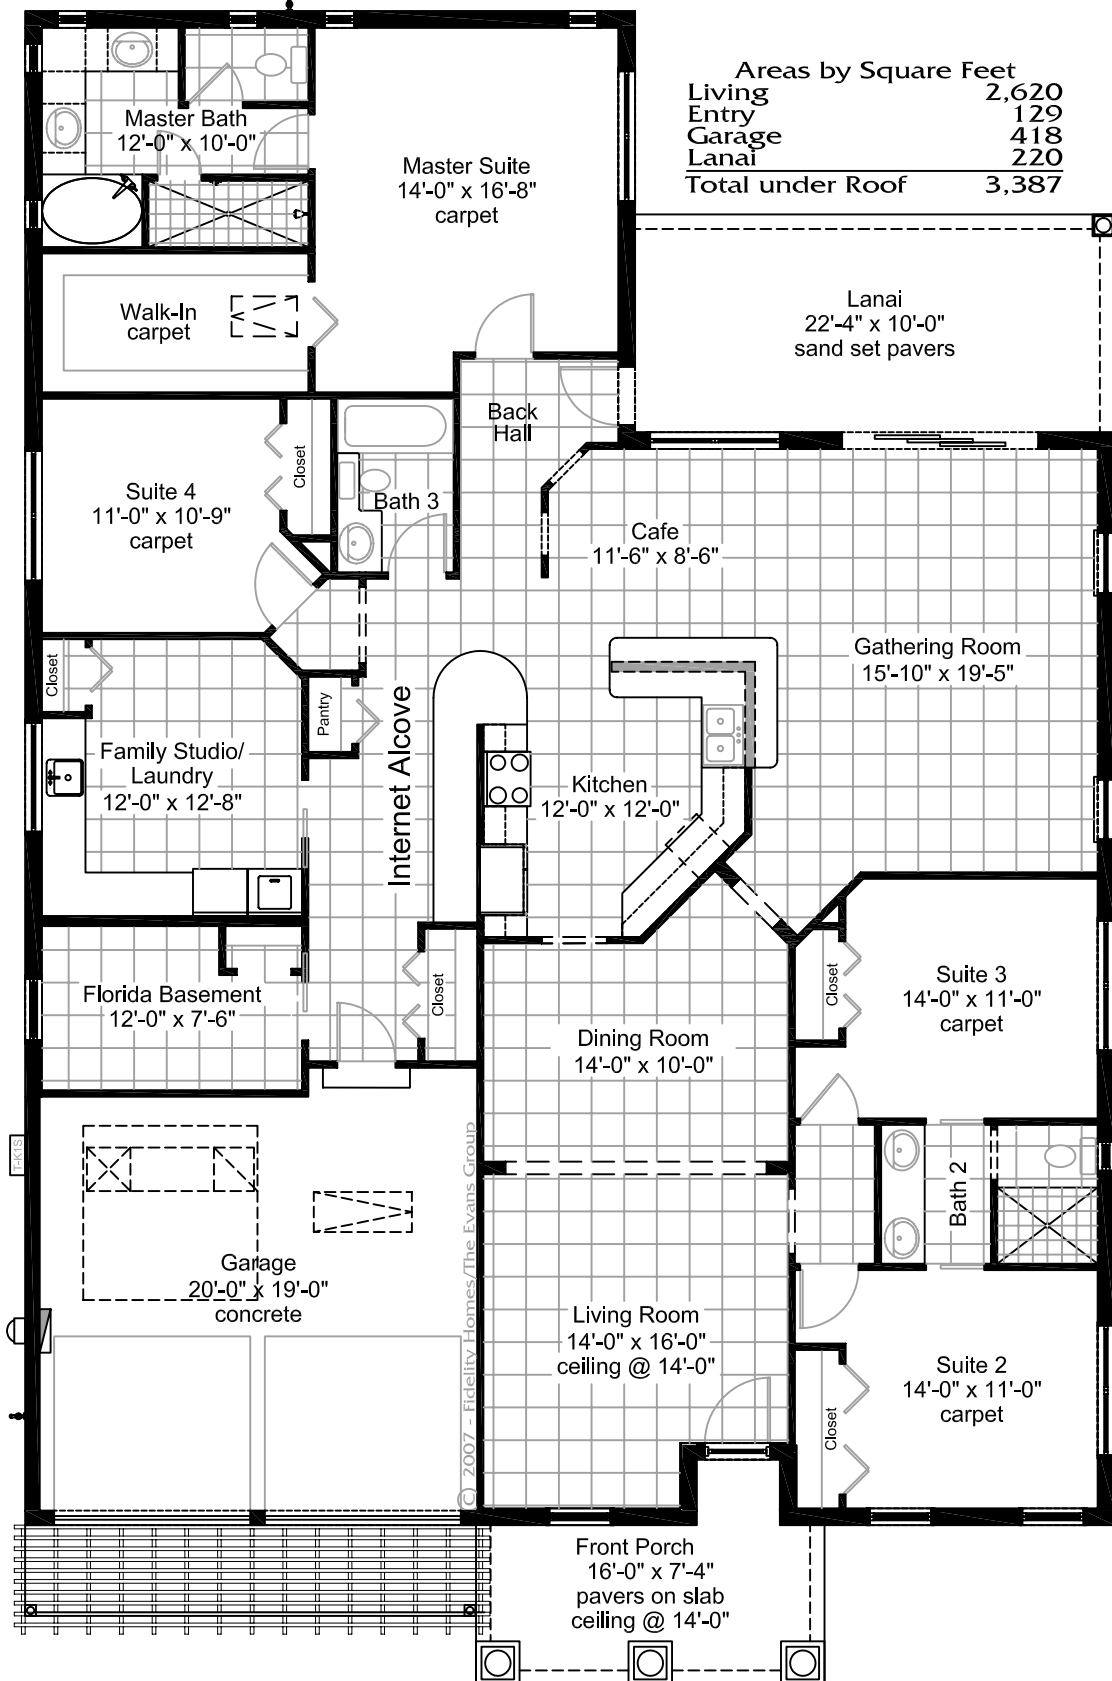 Areas by Square Feet
Living 2,620
Entry 129
Garage 418
Lanai 220
Total under Roof 3,387
Master Bath
12'-0" x 10'-0"
Master Suite
14'-0" x 16'-8"
carpet
Walk-In
carpet
Lanai
22'-4" x 10'-0"
sand set pavers
Back
Hall
Closet
Suite 4
11'-0" x 10'-9"
carpet
Bath 3
Cafe
11'-6" x 8'-6"
Gathering Room
15'-10" x 19'-5"
Closet
Pantry
Internet Alcove
Family Studio/
Laundry
12'-0" x 12'-8"
Kitchen
12'-0" x 12'-0"
Florida Basement
12'-0" x 7'-6"
Closet
Closet
Suite 3
14'-0" x 11'-0"
carpet
Dining Room
14'-0" x 10'-0"
T-K1S
Bath 2
Garage
20'-0" x 19'-0"
concrete
(C) 2007 - Fidelity Homes/The Evans Group
Living Room
14'-0" x 16'-0"
ceiling @ 14'-0"
Closet
Suite 2
14'-0" x 11'-0"
carpet
Front Porch
16'-0" x 7'-4"
pavers on slab
ceiling @ 14'-0"